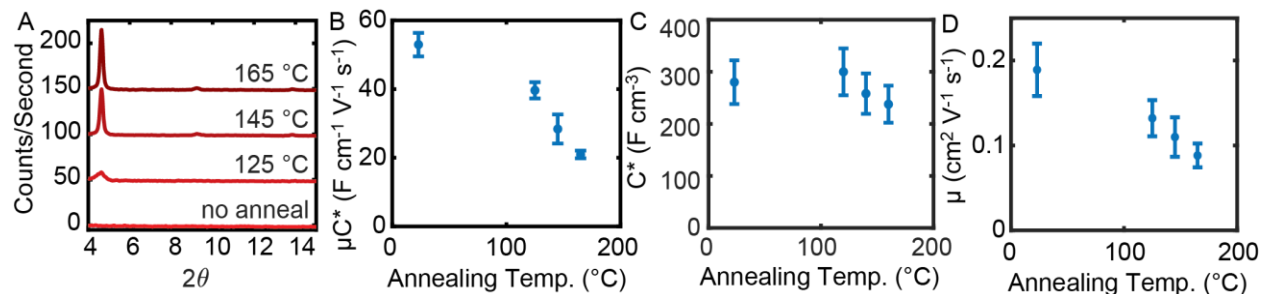 A
Counts/Second
200
150
100
50
0
165 °C
145 °C
125 °C
no anneal
4 6 8 10 12 14
2θ
B
μC* (F cm-1 V-1 s-1)
60
40
20
0
0 100 200
Annealing Temp. (°C)
C
C* (F cm-3)
400
300
200
100
0
0 100 200
Annealing Temp. (°C)
D
μ (cm2 V-1 s-1)
0.2
0.1
0
0 100 200
Annealing Temp. (°C)